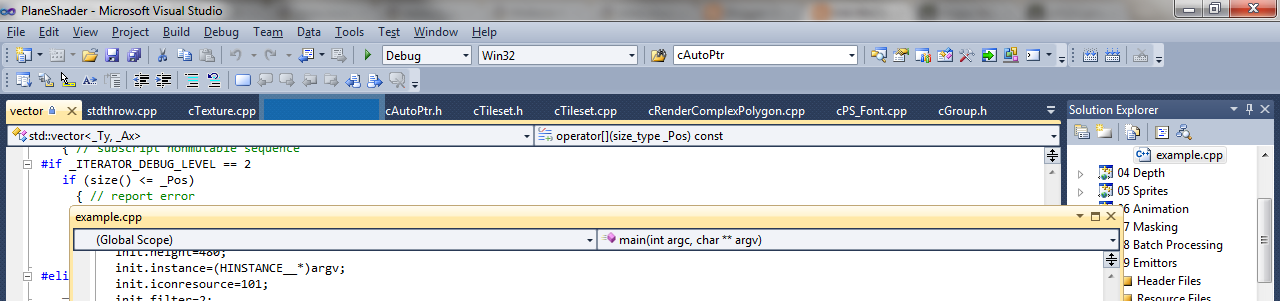 PlaneShader - Microsoft Visual Studio
File Edit View Project Build Debug Team Data Tools Test Window Help
Debug Win32 cAutoPtr
vector stdthrow.cpp cTexture.cpp cAutoPtr.h cTileset.h cTileset.cpp cRenderComplexPolygon.cpp cPS_Font.cpp cGroup.h
Solution Explorer
std::vector<_Ty, _Ax> operator[](size_type _Pos) const
{ // subscript nonmutable sequence
#if _ITERATOR_DEBUG_LEVEL == 2
if (size() <= _Pos)
{ // report error
example.cpp
(Global Scope) main(int argc, char ** argv)
init.height=480;
init.instance=(HINSTANCE__*)argv;
init.iconresource=101;
init.filter=2;
#eli
example.cpp
04 Depth
05 Sprites
06 Animation
7 Masking
8 Batch Processing
9 Emittors
Header Files
Resource Files